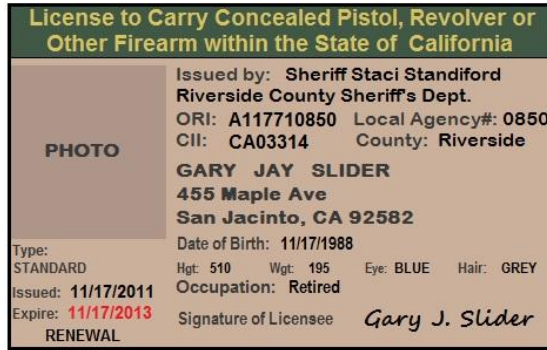 License to Carry Concealed Pistol, Revolver or
Other Firearm within the State of California
PHOTO
Issued by: Sheriff Staci Standiford
Riverside County Sheriff's Dept.
ORI: A117710850 Local Agency#: 0850
CII: CA03314 County: Riverside
GARY JAY SLIDER
455 Maple Ave
San Jacinto, CA 92582
Date of Birth: 11/17/1988
Hgt: 510 Wgt: 195 Eye: BLUE Hair: GREY
Occupation: Retired
Signature of Licensee Gary J. Slider
Type:
STANDARD
Issued: 11/17/2011
Expire: 11/17/2013
RENEWAL